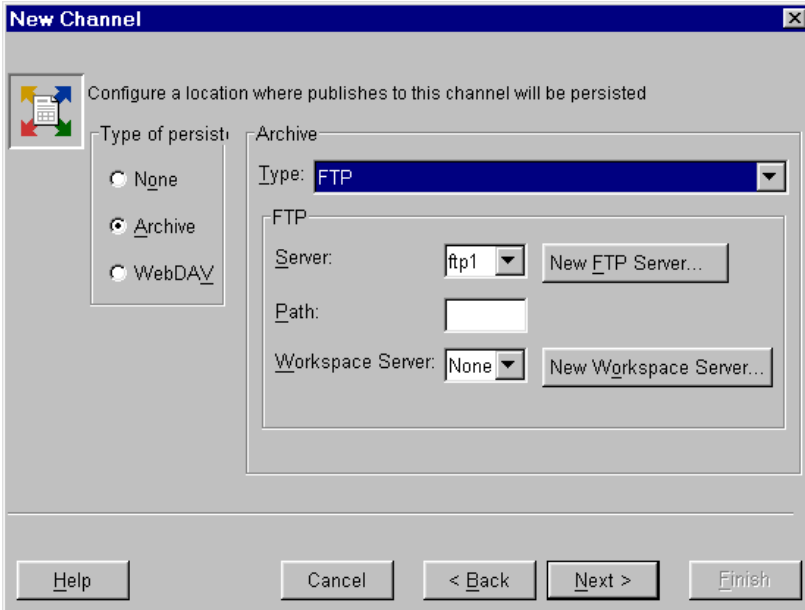 New Channel
Configure a location where publishes to this channel will be persisted
Type of persist
Archive
None
Archive
WebDAV
Type: FTP
FTP
Server: ftp1 New FTP Server...
Path:
Workspace Server: None New Workspace Server...
Help Cancel < Back Next > Finish